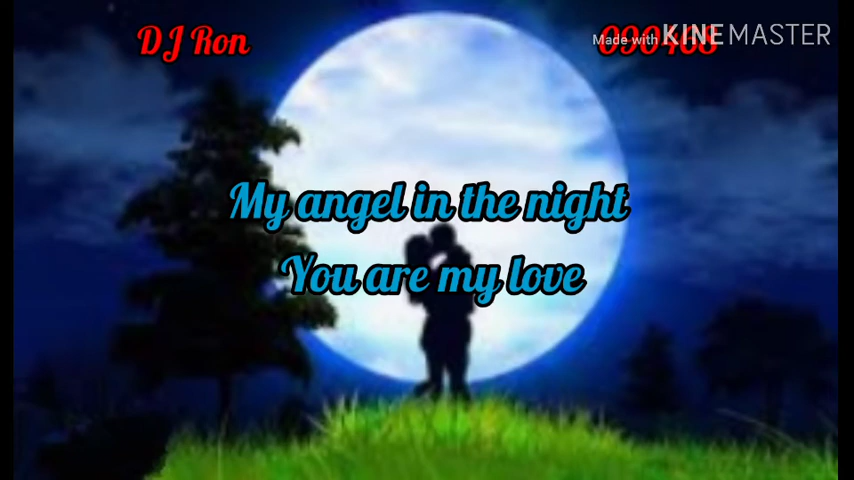 DJ Ron
Made with KINEMASTER
My angel in the night
You are my love